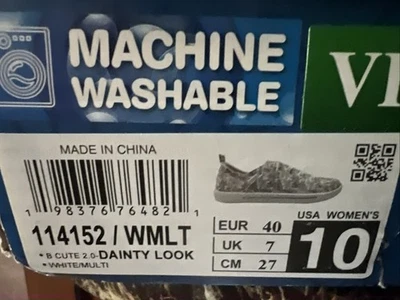 MACHINE
WASHABLE
MADE IN CHINA
1 98376 76482 1
114152 / WMLT
* B CUTE 2.0-DAINTY LOOK
* WHITE/MULTI
EUR 40
UK 7
CM 27
USA WOMEN'S
10